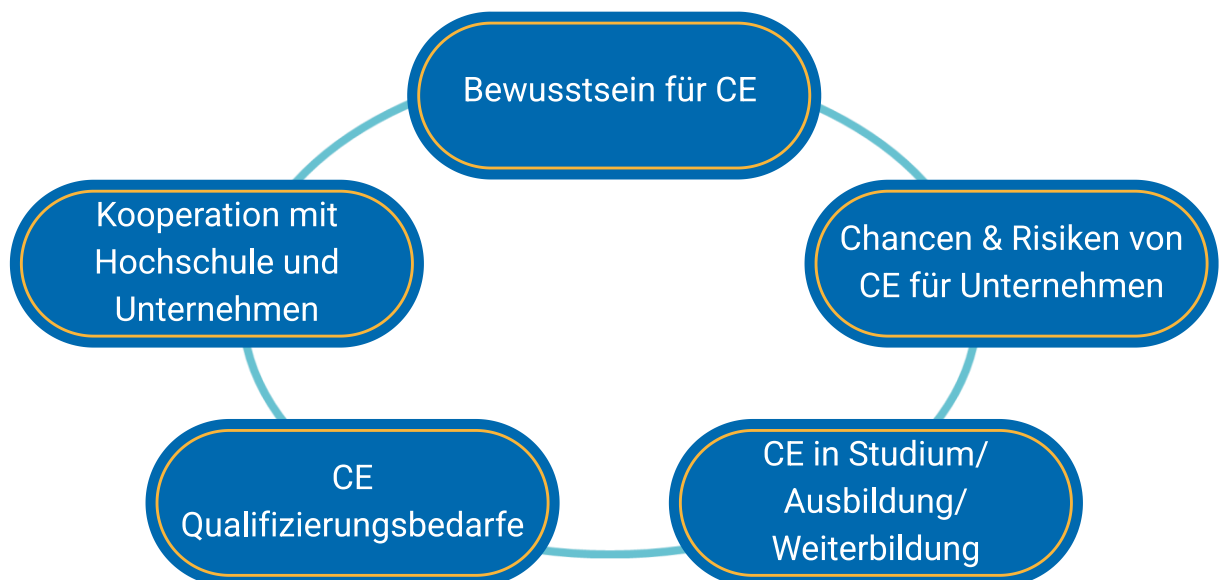 Bewusstsein für CE
Chancen & Risiken von
CE für Unternehmen
CE in Studium/
Ausbildung/
Weiterbildung
CE
Qualifizierungsbedarfe
Kooperation mit
Hochschule und
Unternehmen